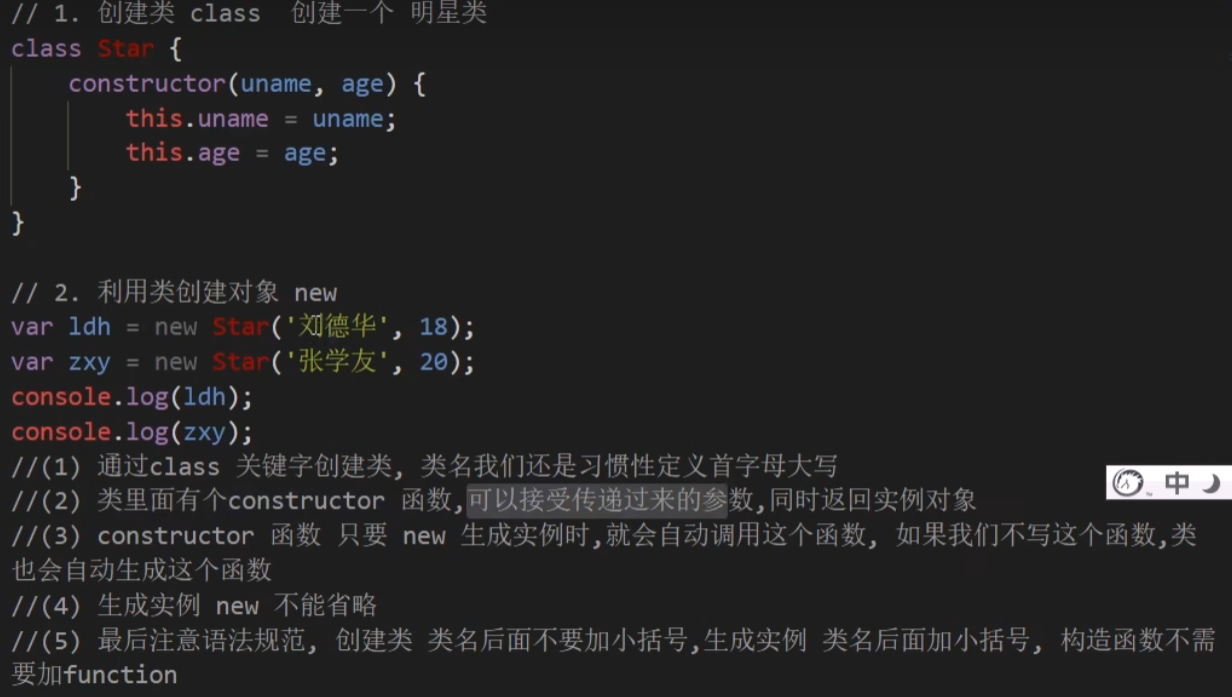 // 1. 创建类 class  创建一个 明星类
class Star {
    constructor(uname, age) {
        this.uname = uname;
        this.age = age;
    }
}
// 2. 利用类创建对象 new
var ldh = new Star('刘德华', 18);
var zxy = new Star('张学友', 20);
console.log(ldh);
console.log(zxy);
//(1) 通过class 关键字创建类, 类名我们还是习惯性定义首字母大写
//(2) 类里面有个constructor 函数,可以接受传递过来的参数,同时返回实例对象
//(3) constructor 函数 只要 new 生成实例时,就会自动调用这个函数, 如果我们不写这个函数,类
也会自动生成这个函数
//(4) 生成实例 new 不能省略
//(5) 最后注意语法规范, 创建类 类名后面不要加小括号,生成实例 类名后面加小括号, 构造函数不需
要加function
中